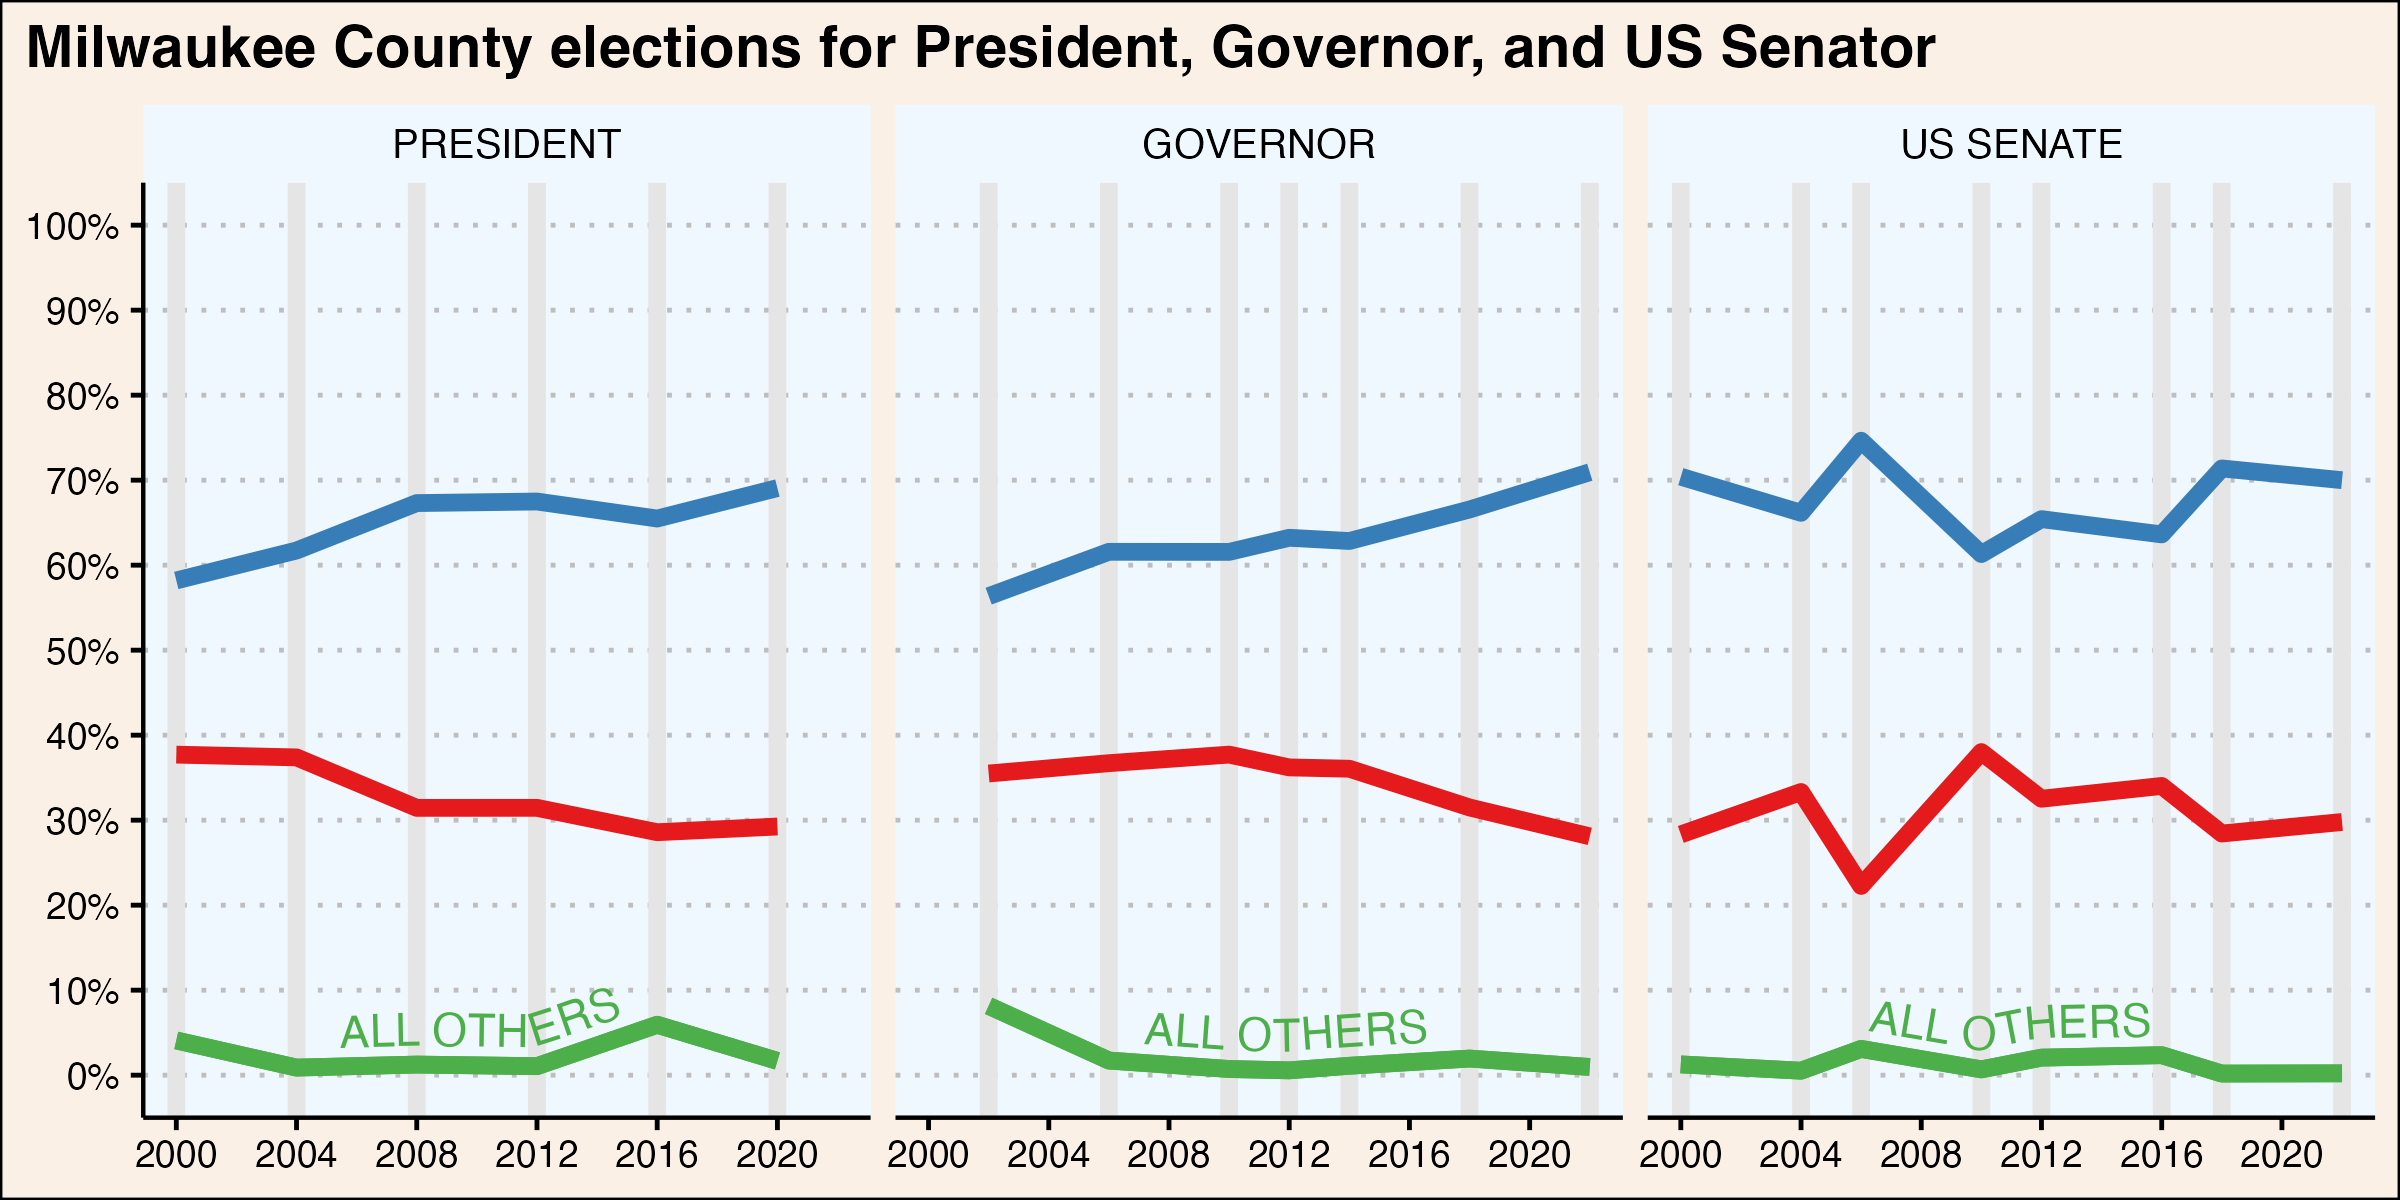 Milwaukee County elections for President, Governor, and US Senator
PRESIDENT
GOVERNOR
US SENATE
100%
90%
80%
70%
60%
50%
40%
30%
20%
10%
0%
ALL OTHERS
ALL OTHERS
ALL OTHERS
2000 2004 2008 2012 2016 2020
2000 2004 2008 2012 2016 2020
2000 2004 2008 2012 2016 2020